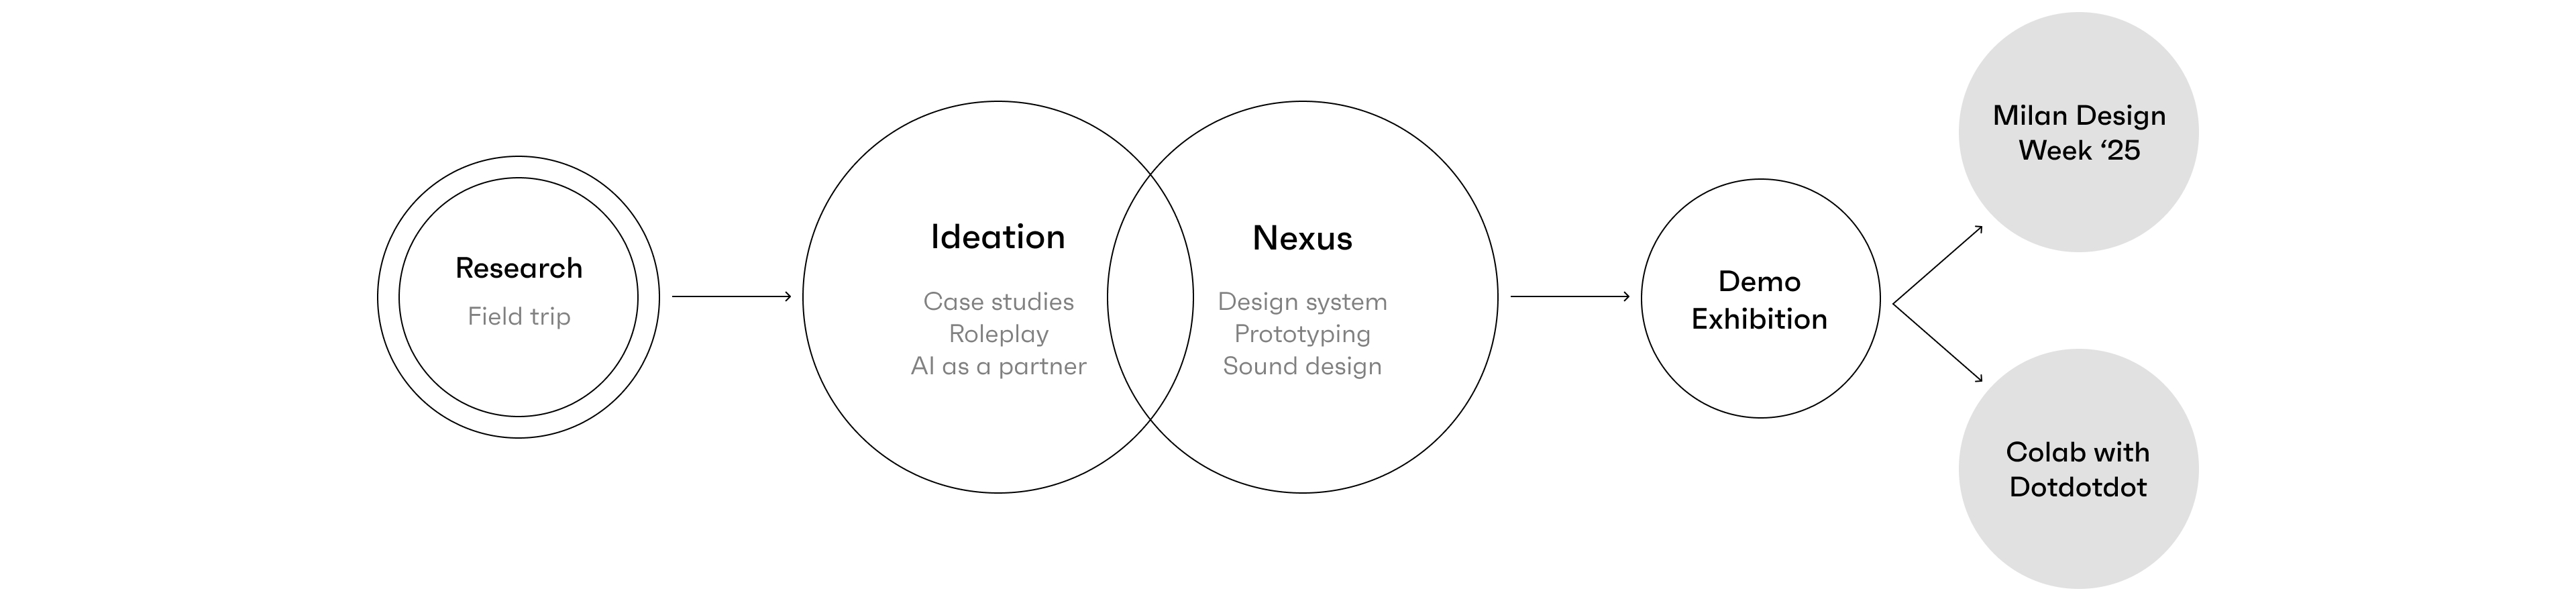 Research
Field trip
Ideation
Case studies
Roleplay
AI as a partner
Nexus
Design system
Prototyping
Sound design
Demo
Exhibition
Milan Design
Week ‘25
Colab with
Dotdotdot